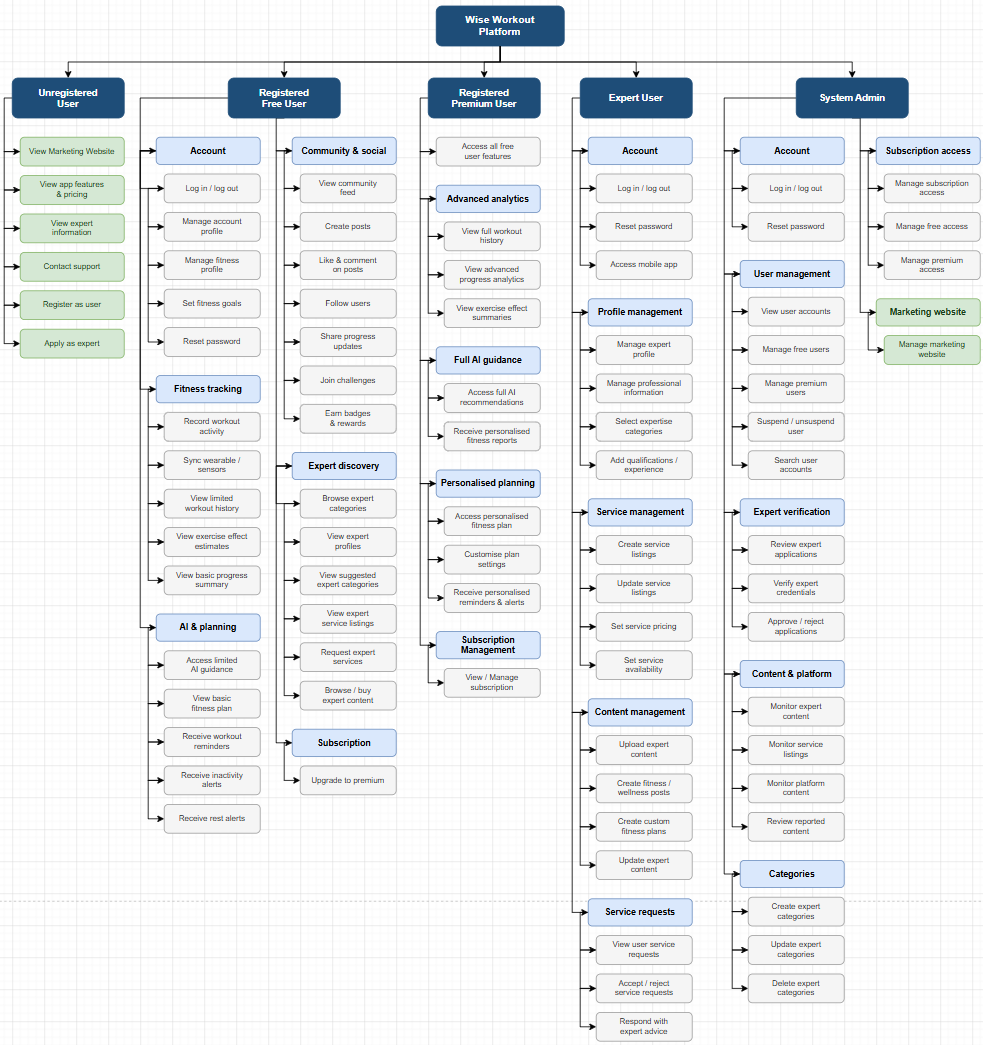 Wise Workout
Platform
Unregistered
User
View Marketing Website
View app features
& pricing
View expert
information
Contact support
Register as user
Apply as expert
Registered
Free User
Account
Log in / log out
Manage account
profile
Manage fitness
profile
Set fitness goals
Reset password
Fitness tracking
Record workout
activity
Sync wearable /
sensors
View limited
workout history
View exercise effect
estimates
View basic progress
summary
AI & planning
Access limited
AI guidance
View basic
fitness plan
Receive workout
reminders
Receive inactivity
alerts
Receive rest alerts
Community & social
View community
feed
Create posts
Like & comment
on posts
Follow users
Share progress
updates
Join challenges
Earn badges
& rewards
Expert discovery
Browse expert
categories
View expert
profiles
View suggested
expert categories
View expert
service listings
Request expert
services
Browse / buy
expert content
Subscription
Upgrade to premium
Registered
Premium User
Access all free
user features
Advanced analytics
View full workout
history
View advanced
progress analytics
View exercise effect
summaries
Full AI guidance
Access full AI
recommendations
Receive personalised
fitness reports
Personalised planning
Access personalised
fitness plan
Customise plan
settings
Receive personalised
reminders & alerts
Subscription
Management
View / Manage
subscription
Expert User
Account
Log in / log out
Reset password
Access mobile app
Profile management
Manage expert
profile
Manage professional
information
Select expertise
categories
Add qualifications /
experience
Service management
Create service
listings
Update service
listings
Set service pricing
Set service
availability
Content management
Upload expert
content
Create fitness /
wellness posts
Create custom
fitness plans
Update expert
content
Service requests
View user service
requests
Accept / reject
service requests
Respond with
expert advice
System Admin
Account
Log in / log out
Reset password
User management
View user accounts
Manage free users
Manage premium
users
Suspend / unsuspend
user
Search user
accounts
Expert verification
Review expert
applications
Verify expert
credentials
Approve / reject
applications
Content & platform
Monitor expert
content
Monitor service
listings
Monitor platform
content
Review reported
content
Categories
Create expert
categories
Update expert
categories
Delete expert
categories
Subscription access
Manage subscription
access
Manage free access
Manage premium
access
Marketing website
Manage marketing
website